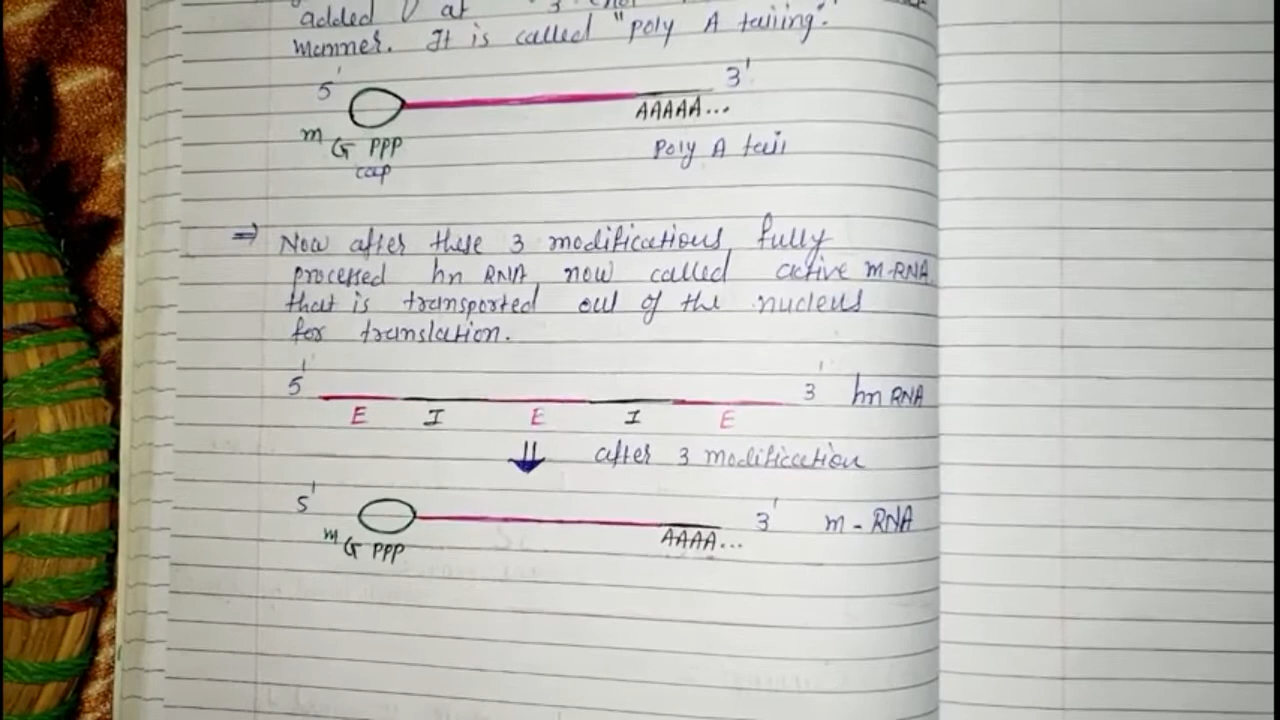 added at 3'
manner. It is called "poly A tailing".
5' 3'
AAAAA...
m G PPP Poly A tail
cap
⇒ Now after these 3 modifications, fully
processed hn RNA now called active m-RNA
that is transported out of the nucleus
for translation.
5' 3' hn RNA
E I E I E
⇓ after 3 modification
5' 3' m - RNA
m G PPP AAAA...